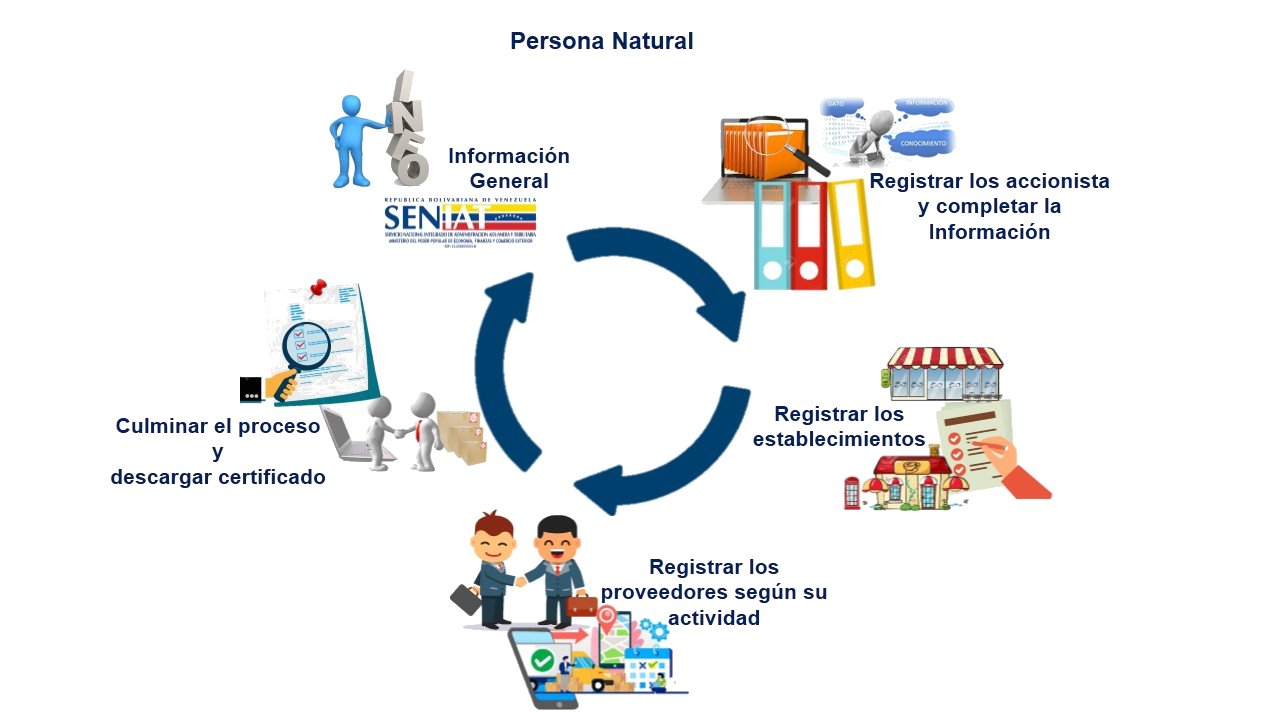 Persona Natural
INFO
Información
General
REPUBLICA BOLIVARIANA DE VENEZUELA
SENIAT
SERVICIO NACIONAL INTEGRADO DE ADMINISTRACION ADUANERA Y TRIBUTARIA
MINISTERIO DEL PODER POPULAR DE ECONOMÍA, FINANZAS Y COMERCIO EXTERIOR
DATO
INFORMACIÓN
CONOCIMIENTO
Registrar los accionista
y completar la
Información
Registrar los
establecimientos
Registrar los
proveedores según su
actividad
Culminar el proceso
y
descargar certificado